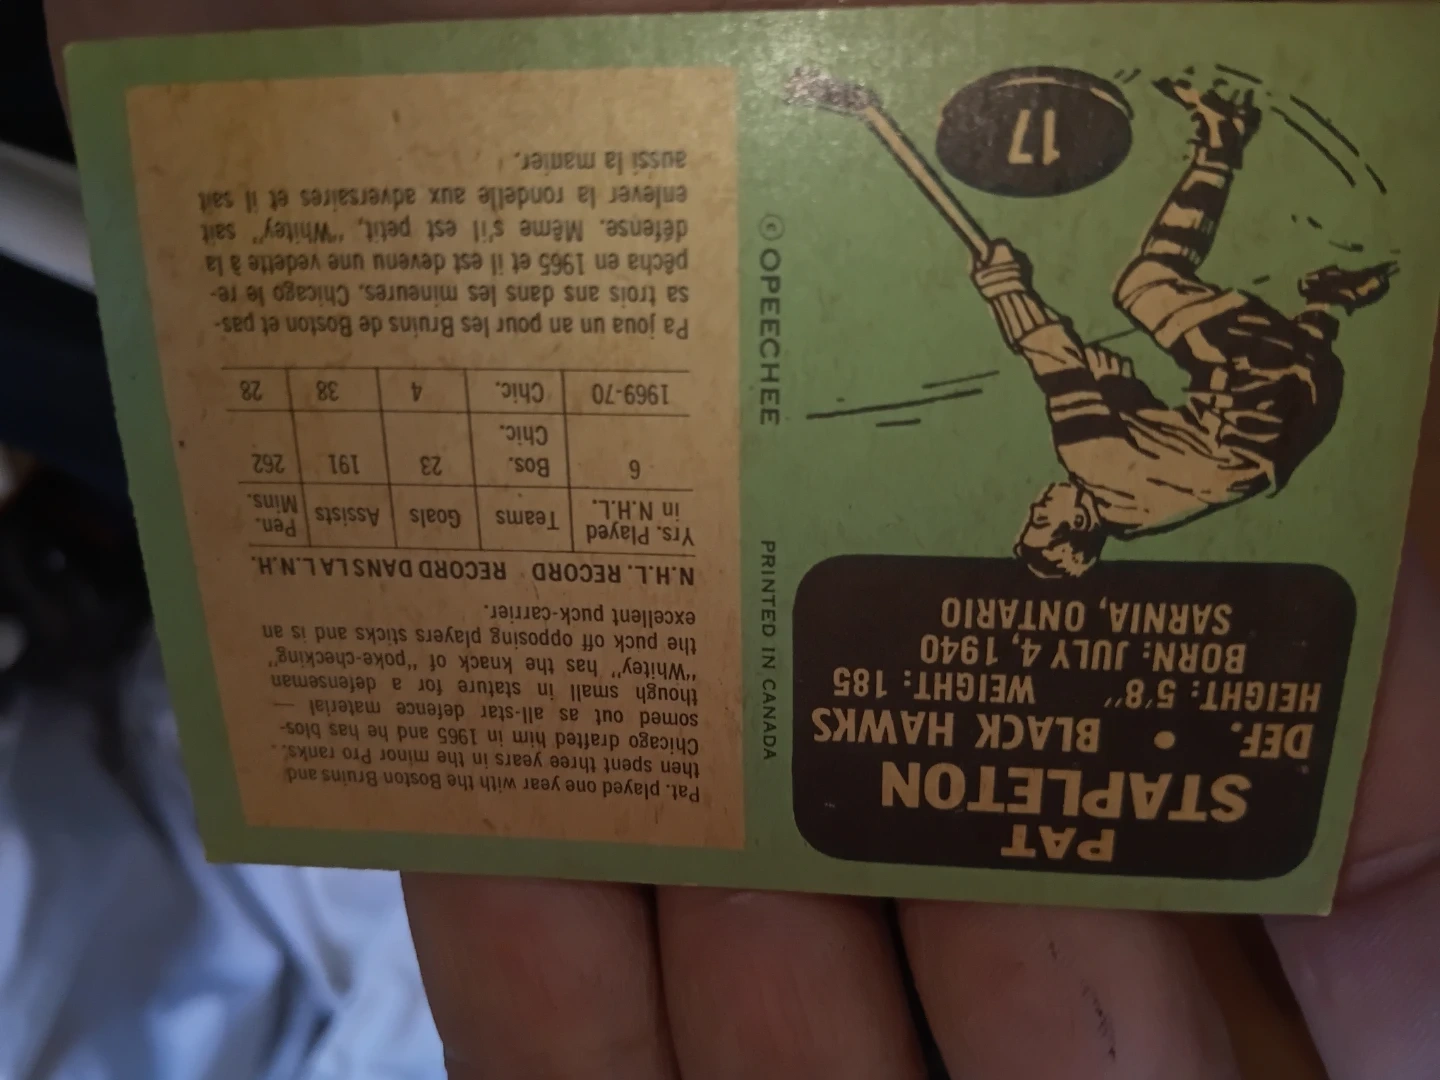 17
PAT
STAPLETON
DEF. • BLACK HAWKS
HEIGHT: 5'8" WEIGHT: 185
BORN: JULY 4, 1940
SARNIA, ONTARIO
© OPEECHEE PRINTED IN CANADA
Pat. played one year with the Boston Bruins and
then spent three years in the minor Pro ranks.
Chicago drafted him in 1965 and he has blos-
somed out as all-star defence material —
though small in stature for a defenseman
"Whitey" has the knack of "poke-checking"
the puck off opposing players sticks and is an
excellent puck-carrier.
N.H.L. RECORD RECORD DANS LA L.N.H.
Yrs. Played in N.H.L. Teams Goals Assists Pen. Mins.
6 Bos. Chic. 23 191 262
1969-70 Chic. 4 38 28
Pa joua un an pour les Bruins de Boston et pas-
sa trois ans dans les mineures. Chicago le re-
pêcha en 1965 et il est devenu une vedette à la
défense. Même s'il est petit, "Whitey" sait
enlever la rondelle aux adversaires et il sait
aussi la manier.